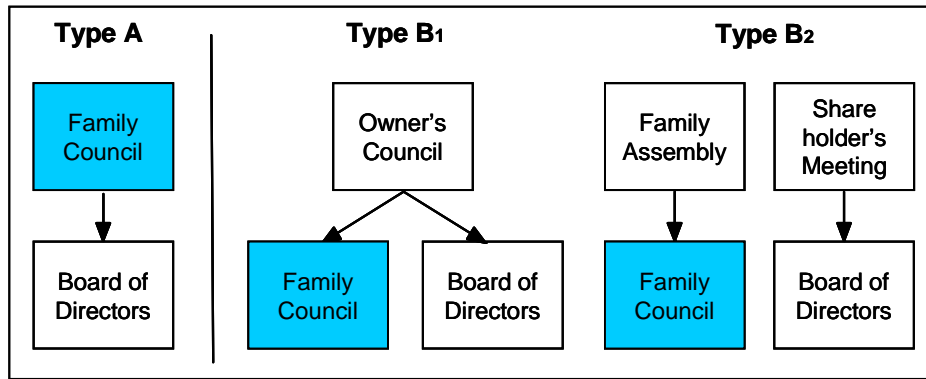 Type A
Type B1
Type B2
Family
Council
Board of
Directors
Owner's
Council
Family
Council
Board of
Directors
Family
Assembly
Share
holder's
Meeting
Family
Council
Board of
Directors